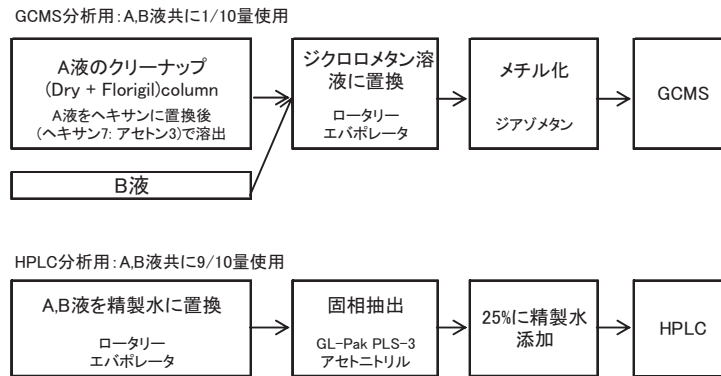 GCMS分析用:A,B液共に1/10量使用
A液のクリーナップ
(Dry + Florigil)column
A液をヘキサンに置換後
(ヘキサン7: アセトン3)で溶出
B液
ジクロロメタン溶
液に置換
ロータリー
エバポレータ
メチル化
ジアゾメタン
GCMS
HPLC分析用:A,B液共に9/10量使用
A,B液を精製水に置換
ロータリー
エバポレータ
固相抽出
GL-Pak PLS-3
アセトニトリル
25%に精製水
添加
HPLC